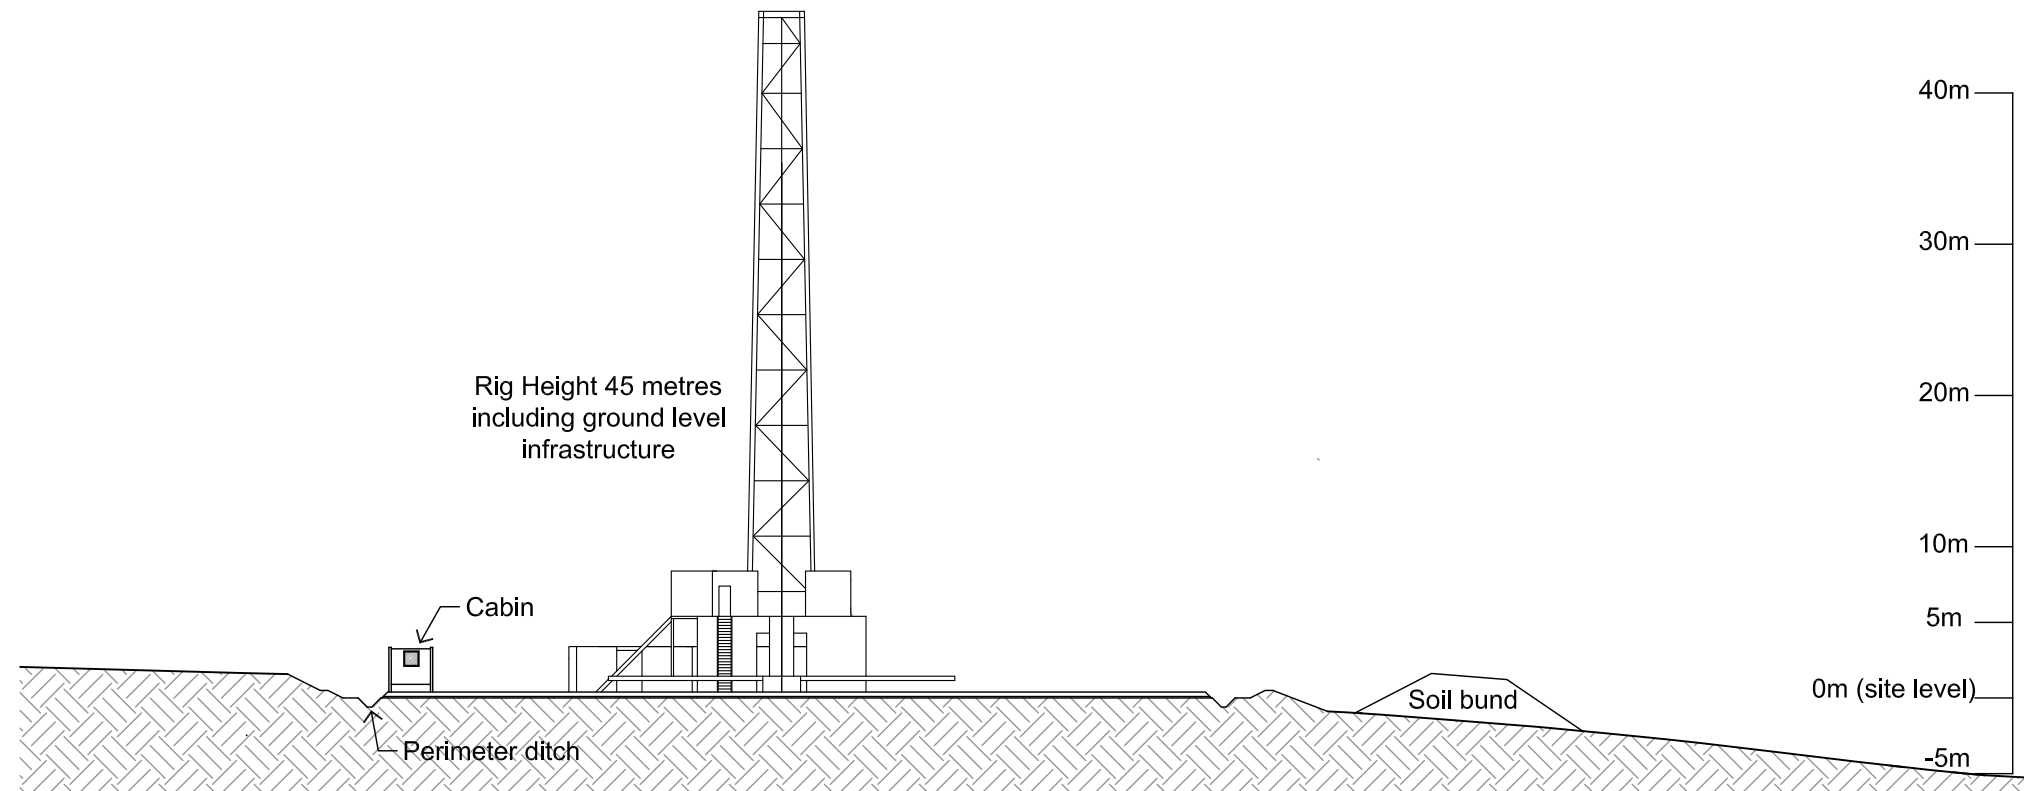 40m
30m
Rig Height 45 metres
including ground level
infrastructure
20m
10m
Cabin
5m
0m (site level)
Soil bund
Perimeter ditch
-5m